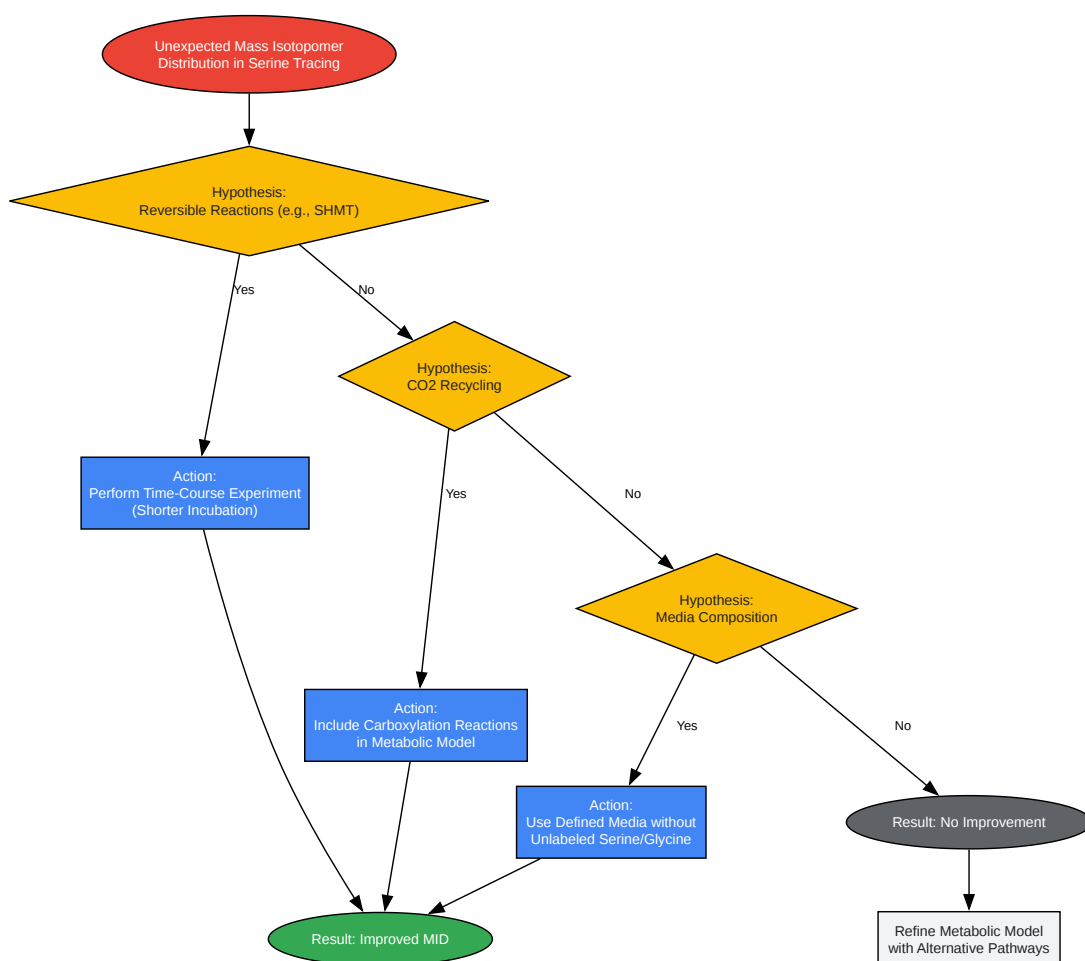 Unexpected Mass Isotopomer
Distribution in Serine Tracing
Hypothesis:
Reversible Reactions (e.g., SHMT)
Yes
No
Hypothesis:
CO2 Recycling
Action:
Perform Time-Course Experiment
(Shorter Incubation)
Yes
No
Hypothesis:
Media Composition
Action:
Include Carboxylation Reactions
in Metabolic Model
Yes
No
Action:
Use Defined Media without
Unlabeled Serine/Glycine
Result: No Improvement
Result: Improved MID
Refine Metabolic Model
with Alternative Pathways